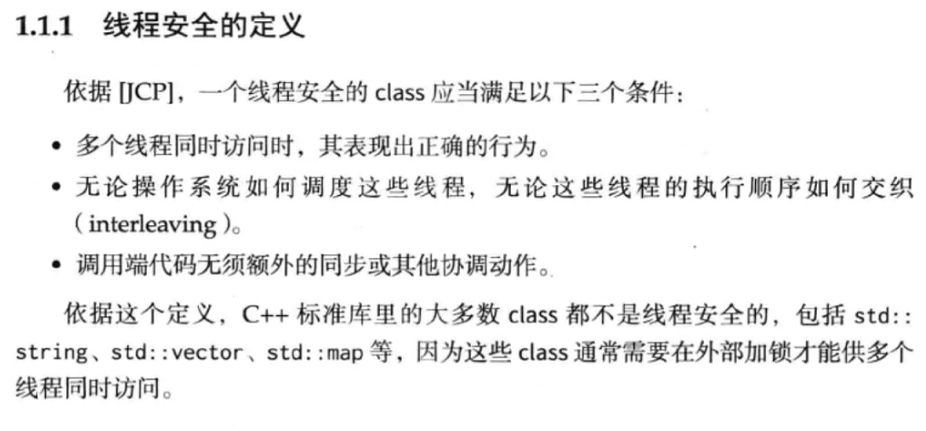 1.1.1 线程安全的定义
依据 [JCP]，一个线程安全的 class 应当满足以下三个条件：
• 多个线程同时访问时，其表现出正确的行为。
• 无论操作系统如何调度这些线程，无论这些线程的执行顺序如何交织
（interleaving）。
• 调用端代码无须额外的同步或其他协调动作。
依据这个定义，C++ 标准库里的大多数 class 都不是线程安全的，包括 std::
string、std::vector、std::map 等，因为这些 class 通常需要在外部加锁才能供多个
线程同时访问。